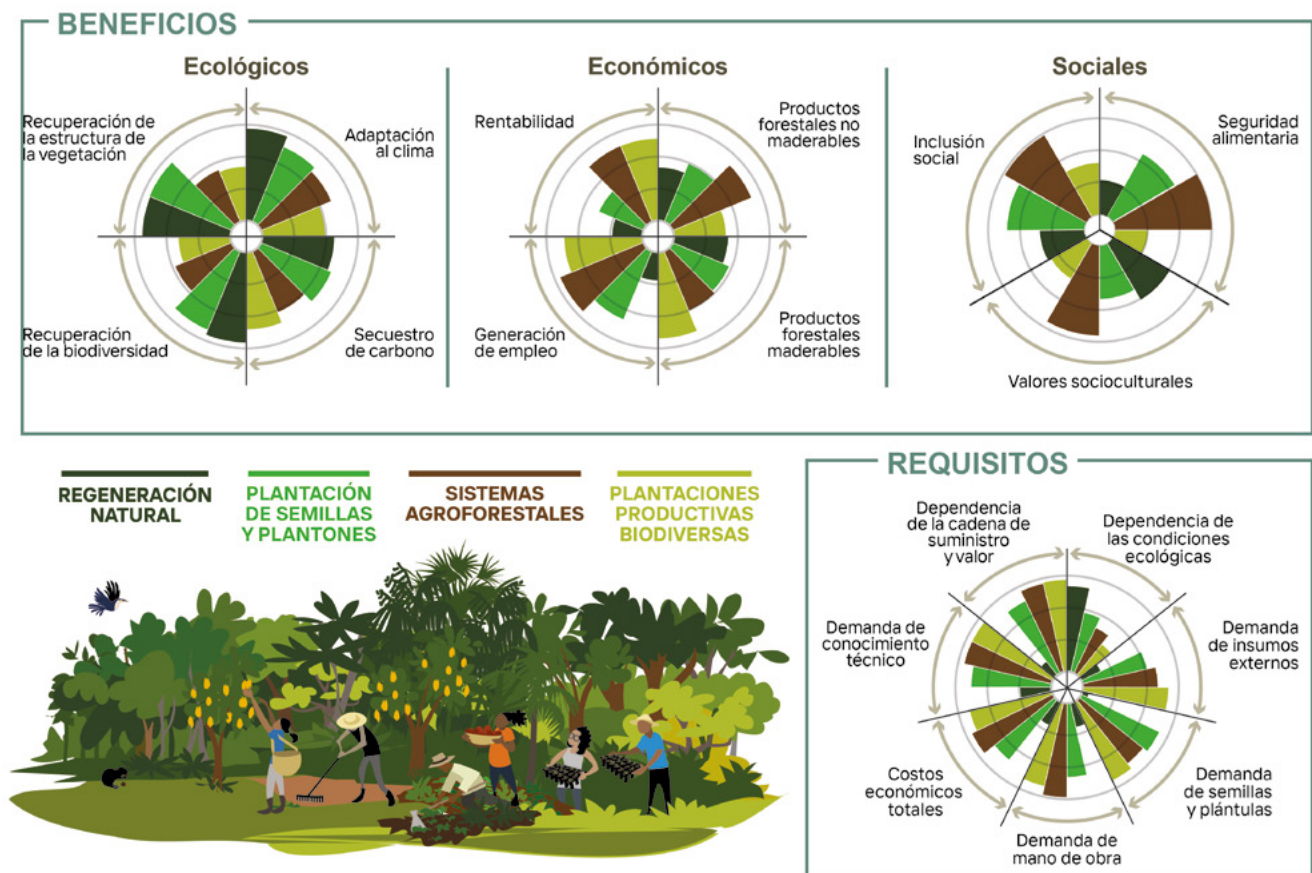 BENEFICIOS
Ecológicos
Recuperación de
la estructura de
la vegetación
Adaptación
al clima
Recuperación
de la biodiversidad
Secuestro
de carbono
Económicos
Rentabilidad
Productos
forestales no
maderables
Generación
de empleo
Productos
forestales
maderables
Sociales
Inclusión
social
Seguridad
alimentaria
Valores socioculturales
REGENERACIÓN
NATURAL
PLANTACIÓN
DE SEMILLAS
Y PLANTONES
SISTEMAS
AGROFORESTALES
PLANTACIONES
PRODUCTIVAS
BIODIVERSAS
REQUISITOS
Dependencia
de la cadena de
suministro
y valor
Dependencia de
las condiciones
ecológicas
Demanda de
conocimiento
técnico
Demanda
de insumos
externos
Costos
económicos
totales
Demanda
de semillas
y plántulas
Demanda de
mano de obra